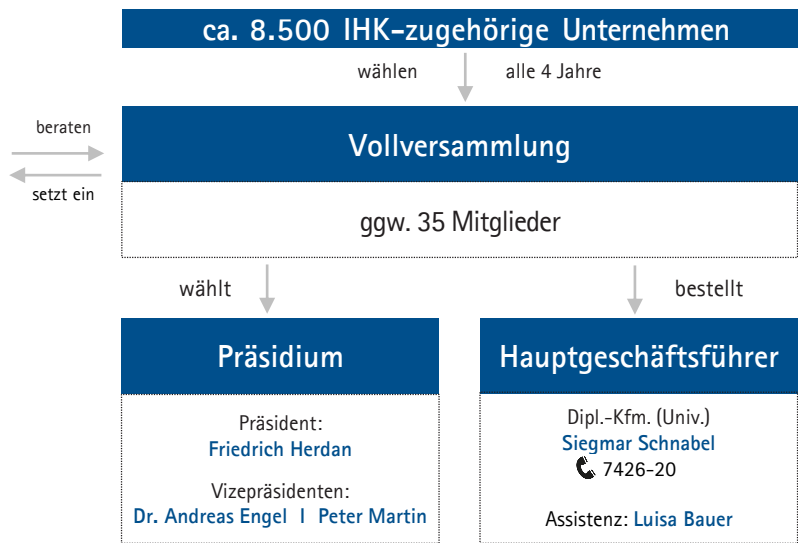 ca. 8.500 IHK-zugehörige Unternehmen
wählen alle 4 Jahre
beraten
setzt ein
Vollversammlung
ggw. 35 Mitglieder
wählt bestellt
Präsidium
Präsident:
Friedrich Herdan
Vizepräsidenten:
Dr. Andreas Engel I Peter Martin
Hauptgeschäftsführer
Dipl.-Kfm. (Univ.)
Siegmar Schnabel
7426-20
Assistenz: Luisa Bauer